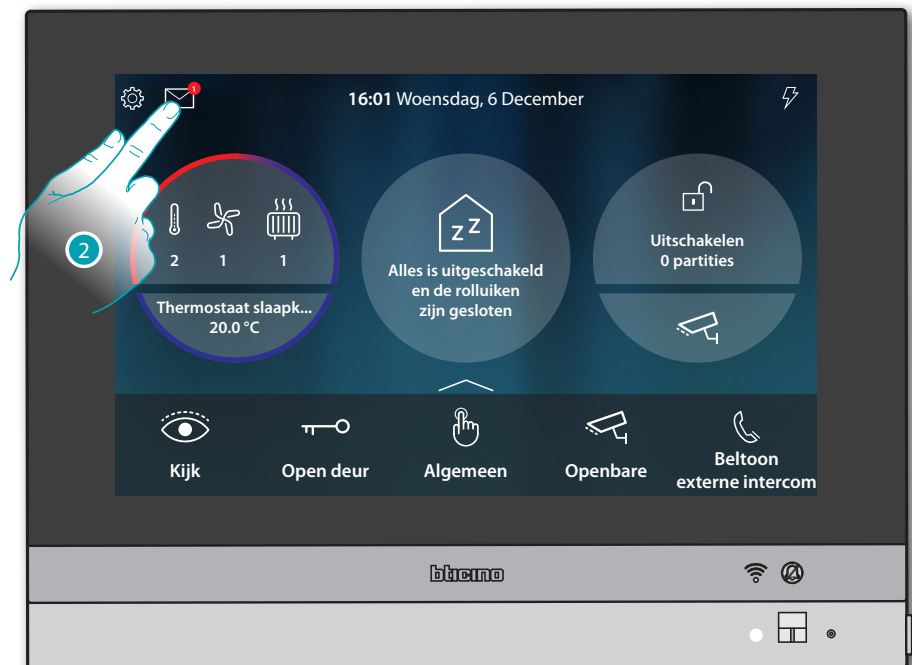 1
16:01 Woensdag, 6 December
2
2
1
1
Thermostaat slaapk...
20.0 °C
Alles is uitgeschakeld
en de rolluiken
zijn gesloten
Uitschakelen
0 partities
Kijk
Open deur
Algemeen
Openbare
Beltoon
externe intercom
z Z
bticino